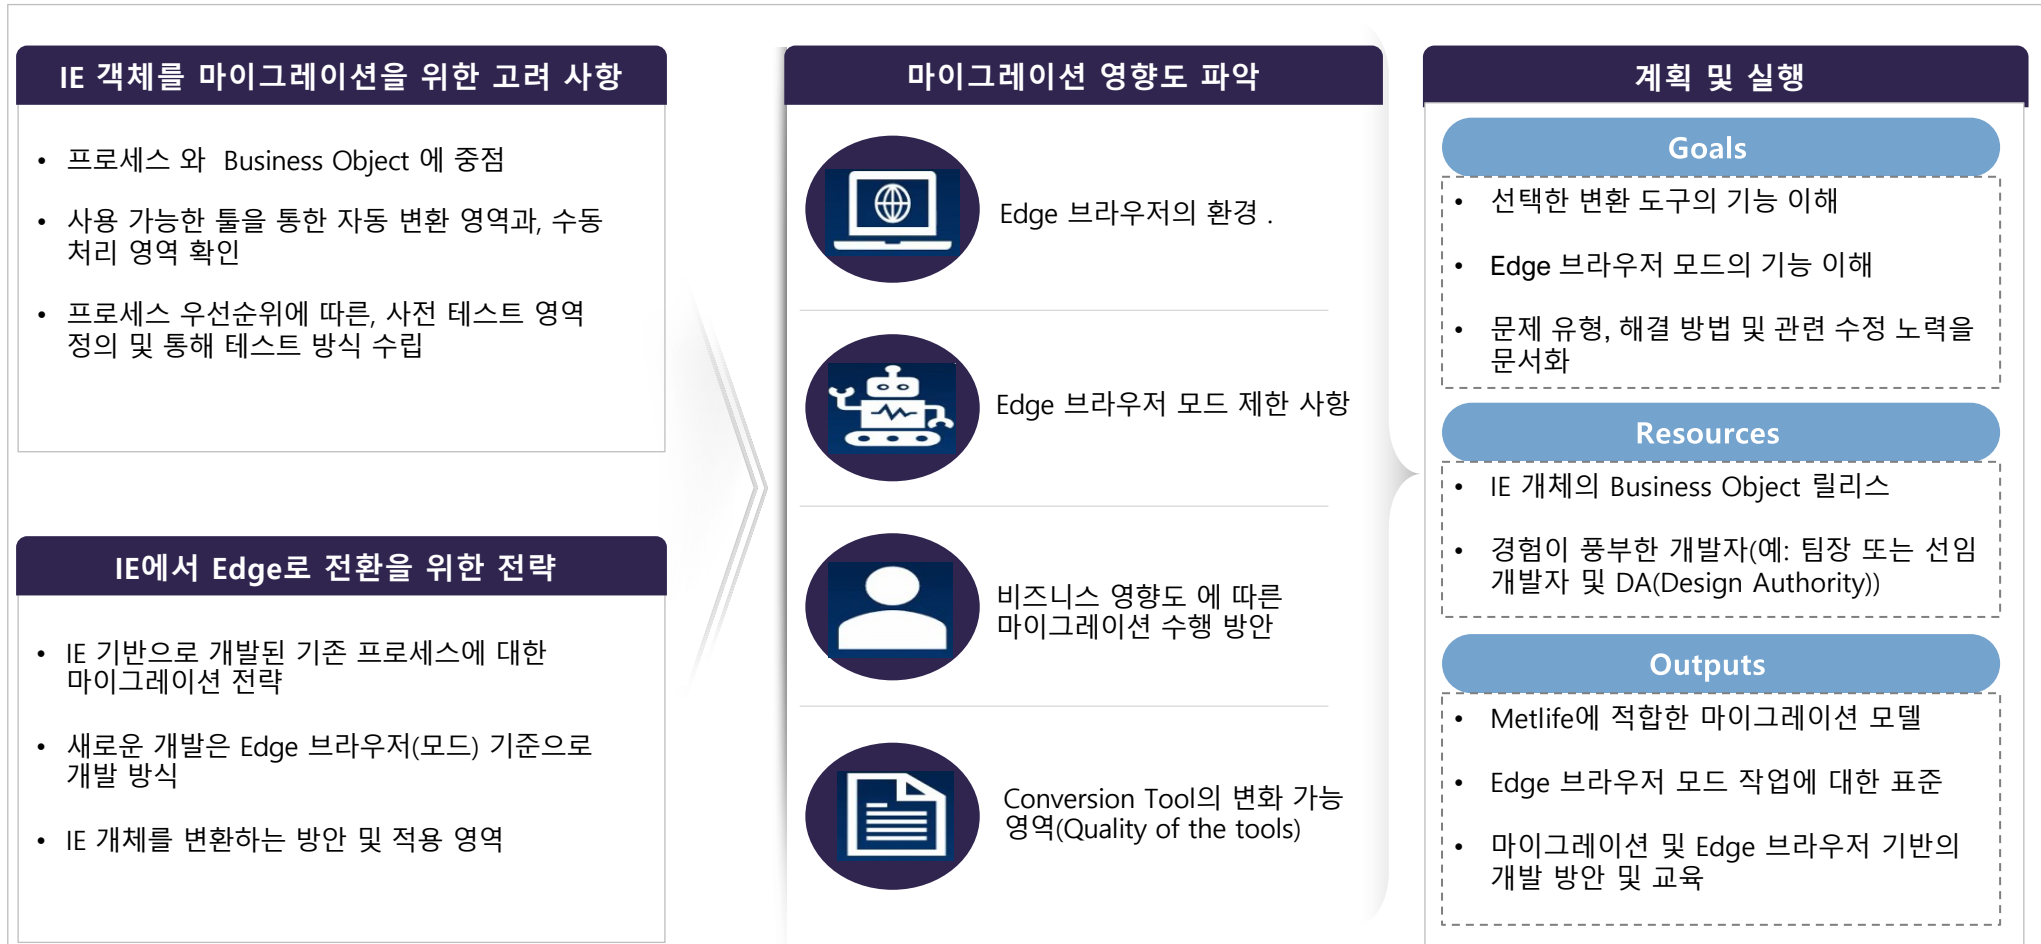 IE 객체를 마이그레이션을 위한 고려 사항
• 프로세스 와 Business Object 에 중점
• 사용 가능한 툴을 통한 자동 변환 영역과, 수동
처리 영역 확인
• 프로세스 우선순위에 따른, 사전 테스트 영역
정의 및 통해 테스트 방식 수립
IE에서 Edge로 전환을 위한 전략
• IE 기반으로 개발된 기존 프로세스에 대한
마이그레이션 전략
• 새로운 개발은 Edge 브라우저(모드) 기준으로
개발 방식
• IE 개체를 변환하는 방안 및 적용 영역
마이그레이션 영향도 파악
Edge 브라우저의 환경 .
Edge 브라우저 모드 제한 사항
비즈니스 영향도 에 따른
마이그레이션 수행 방안
Conversion Tool의 변화 가능
영역(Quality of the tools)
계획 및 실행
Goals
• 선택한 변환 도구의 기능 이해
• Edge 브라우저 모드의 기능 이해
• 문제 유형, 해결 방법 및 관련 수정 노력을
문서화
Resources
• IE 개체의 Business Object 릴리스
• 경험이 풍부한 개발자(예: 팀장 또는 선임
개발자 및 DA(Design Authority))
Outputs
• Metlife에 적합한 마이그레이션 모델
• Edge 브라우저 모드 작업에 대한 표준
• 마이그레이션 및 Edge 브라우저 기반의
개발 방안 및 교육